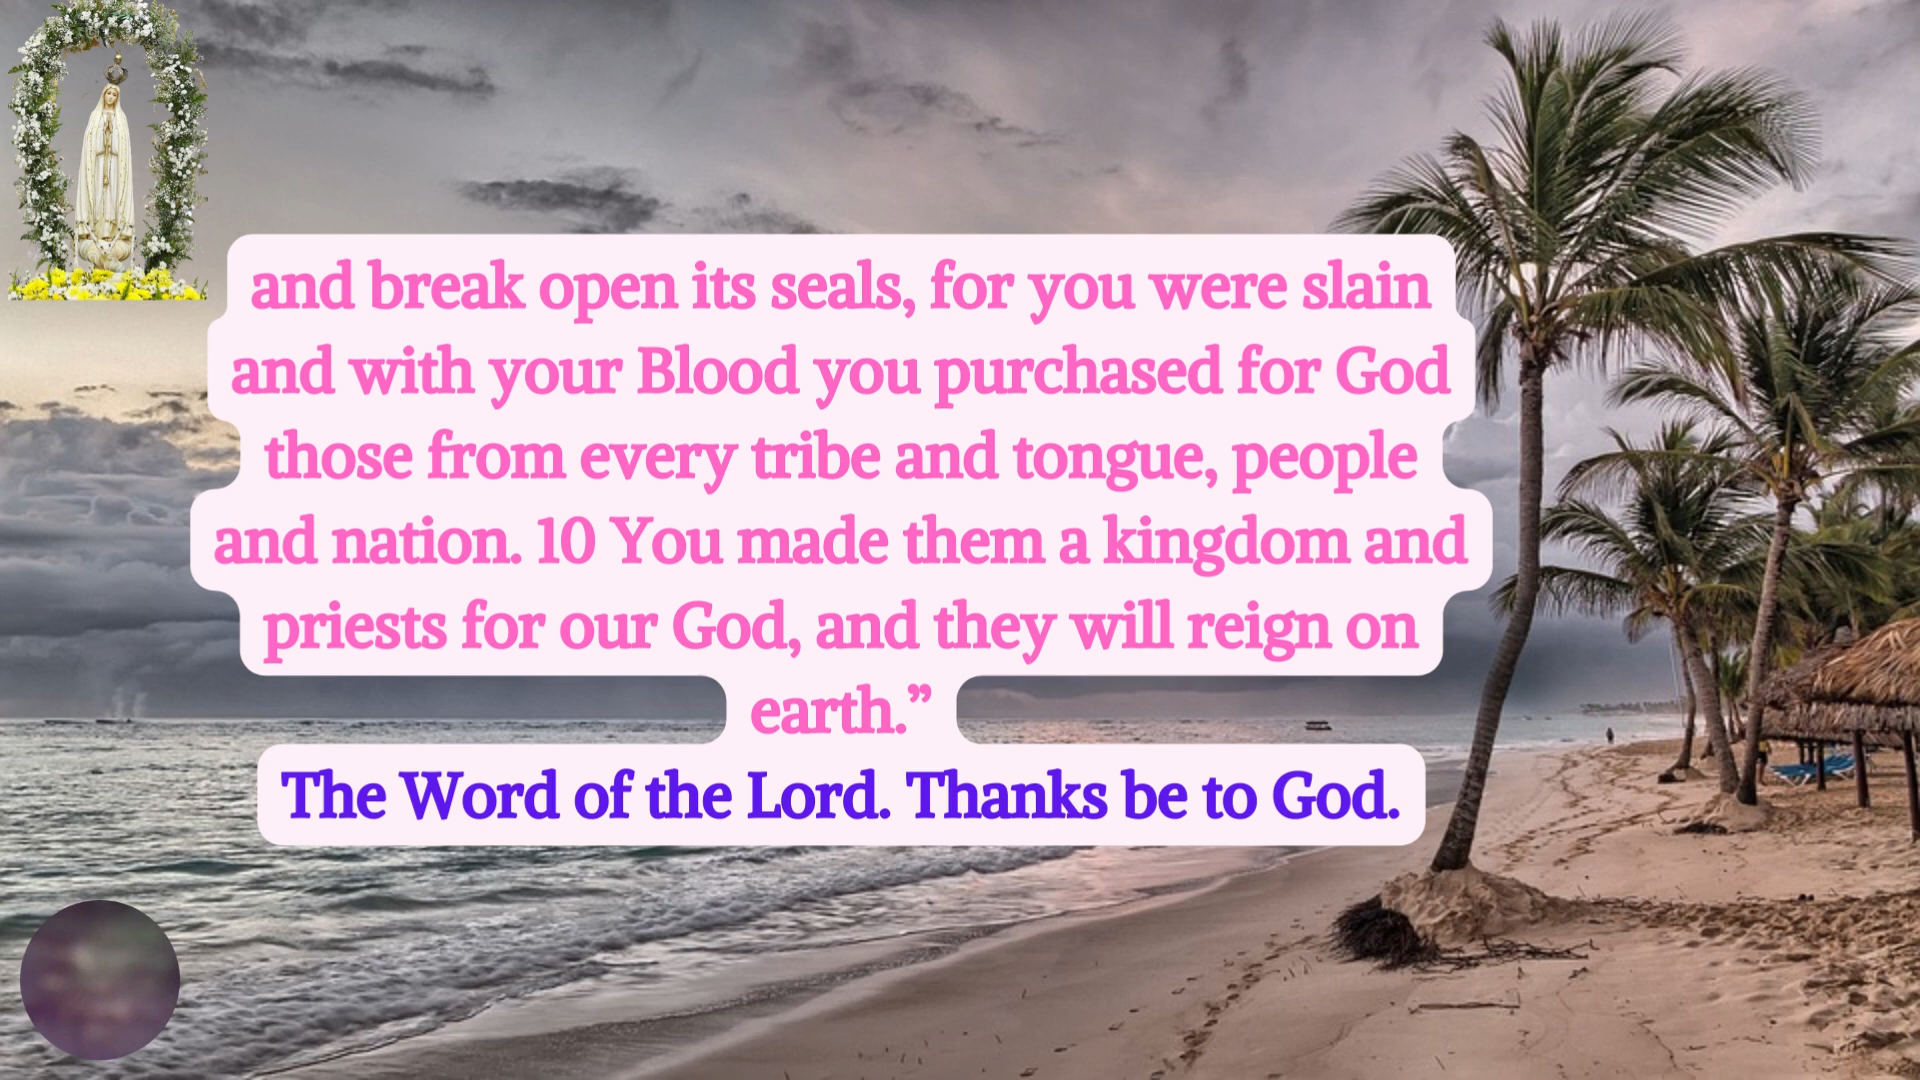 and break open its seals, for you were slain
and with your Blood you purchased for God
those from every tribe and tongue, people
and nation. 10 You made them a kingdom and
priests for our God, and they will reign on
earth.”
The Word of the Lord. Thanks be to God.